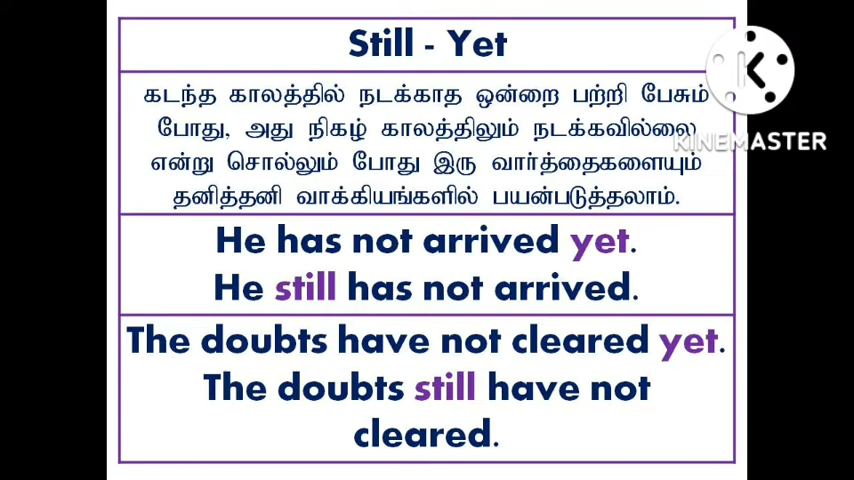 Still - Yet
கடந்த காலத்தில் நடக்காத ஒன்றை பற்றி பேசும்
போது, அது நிகழ் காலத்திலும் நடக்கவில்லை
என்று சொல்லும் போது இரு வார்த்தைகளையும்
தனித்தனி வாக்கியங்களில் பயன்படுத்தலாம்.
He has not arrived yet.
He still has not arrived.
The doubts have not cleared yet.
The doubts still have not
cleared.
K
KINEMASTER